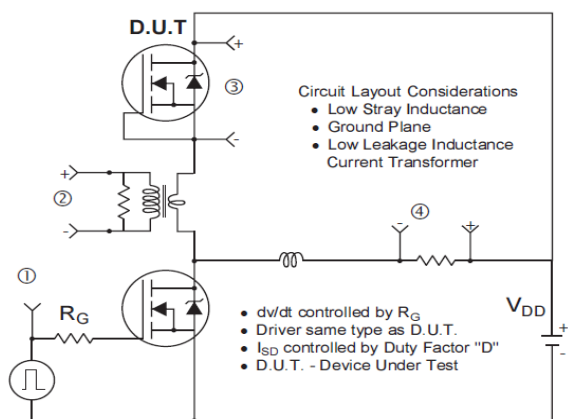 D.U.T
+
③
-
Circuit Layout Considerations
• Low Stray Inductance
• Ground Plane
• Low Leakage Inductance
Current Transformer
+
②
-
- ④ +
①
RG
• dv/dt controlled by RG
• Driver same type as D.U.T.
• ISD controlled by Duty Factor "D"
• D.U.T. - Device Under Test
VDD
+
-